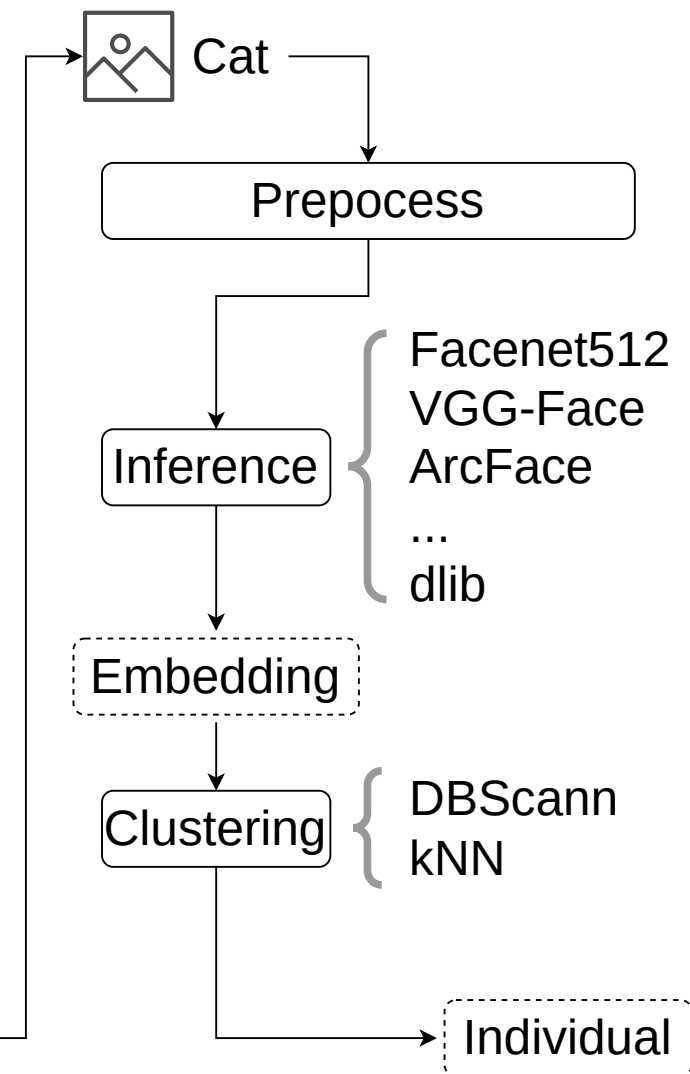 Cat
Prepocess
Facenet512
VGG-Face
ArcFace
...
dlib
Inference
Embedding
DBScann
kNN
Clustering
Individual